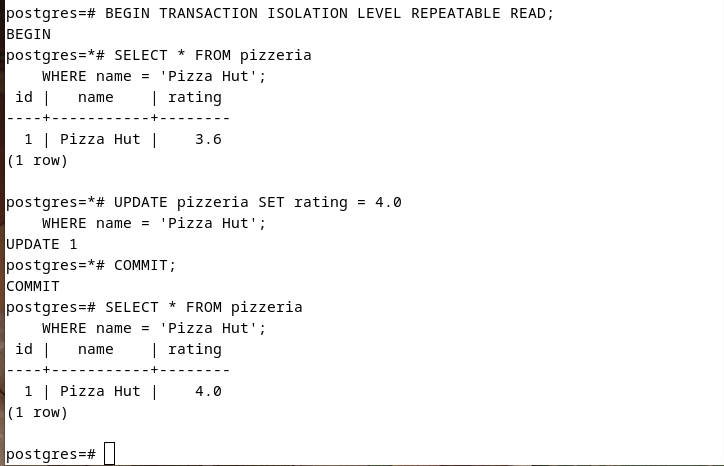 postgres=# BEGIN TRANSACTION ISOLATION LEVEL REPEATABLE READ;
BEGIN
postgres=*# SELECT * FROM pizzeria
    WHERE name = 'Pizza Hut';
 id |   name    | rating
----+-----------+--------
  1 | Pizza Hut |    3.6
(1 row)

postgres=*# UPDATE pizzeria SET rating = 4.0
    WHERE name = 'Pizza Hut';
UPDATE 1
postgres=*# COMMIT;
COMMIT
postgres=# SELECT * FROM pizzeria
    WHERE name = 'Pizza Hut';
 id |   name    | rating
----+-----------+--------
  1 | Pizza Hut |    4.0
(1 row)

postgres=#